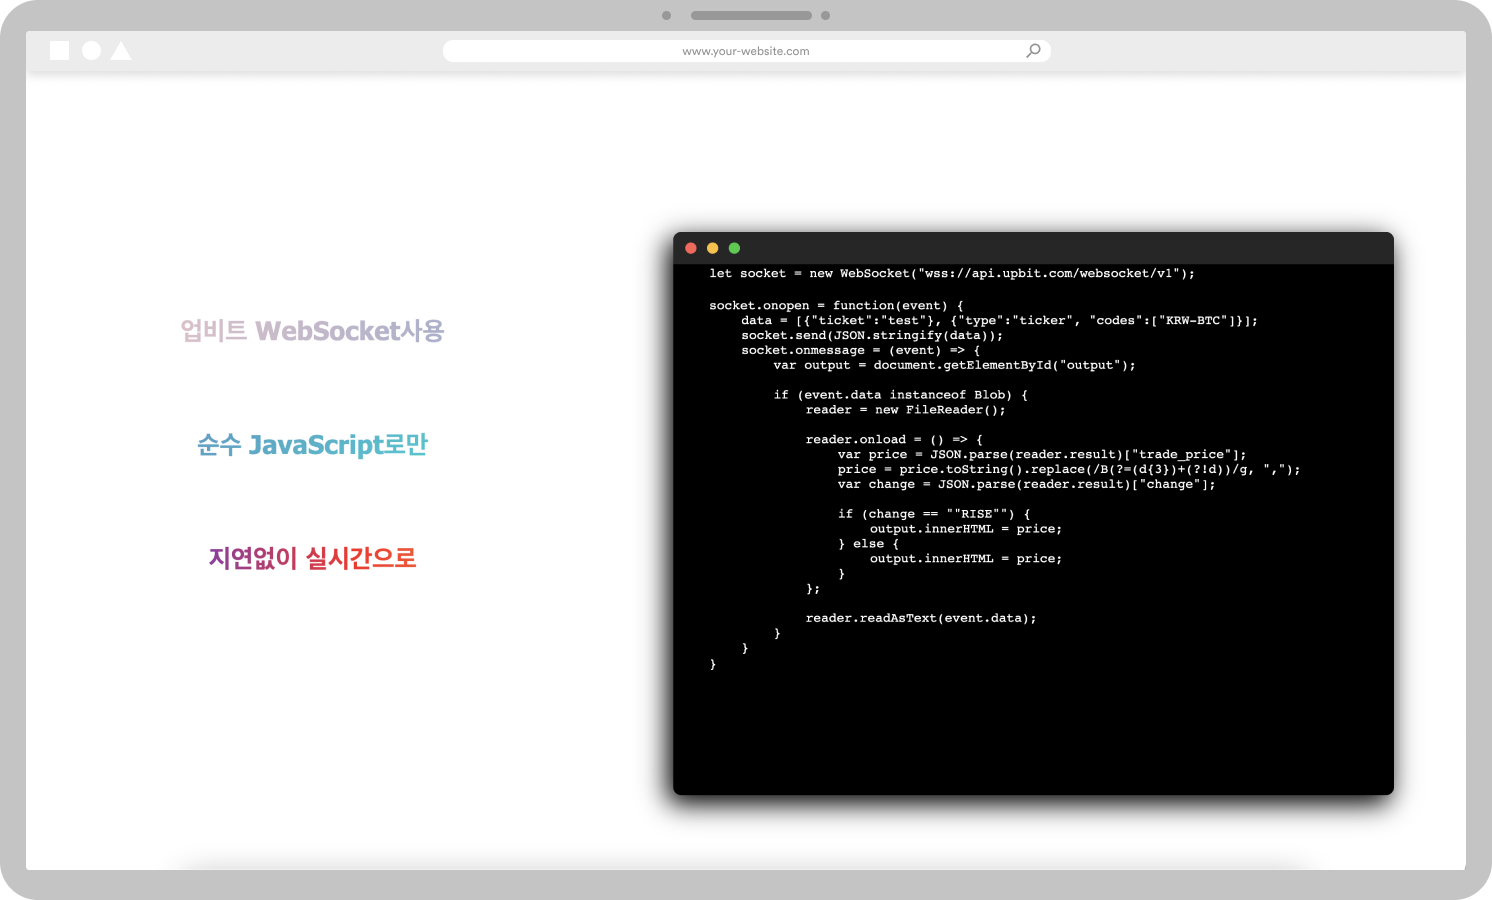 www.your-website.com
업비트 WebSocket사용
순수 JavaScript로만
지연없이 실시간으로
let socket = new WebSocket("wss://api.upbit.com/websocket/v1");
socket.onopen = function(event) {
data = [{"ticket":"test"}, {"type":"ticker", "codes":["KRW-BTC"]}];
socket.send(JSON.stringify(data));
socket.onmessage = (event) => {
var output = document.getElementById("output");
if (event.data instanceof Blob) {
reader = new FileReader();
reader.onload = () => {
var price = JSON.parse(reader.result)["trade_price"];
price = price.toString().replace(/B(?=(d{3})+(?!d))/g, ",");
var change = JSON.parse(reader.result)["change"];
if (change == ""RISE"") {
output.innerHTML = price;
} else {
output.innerHTML = price;
}
};
reader.readAsText(event.data);
}
}
}